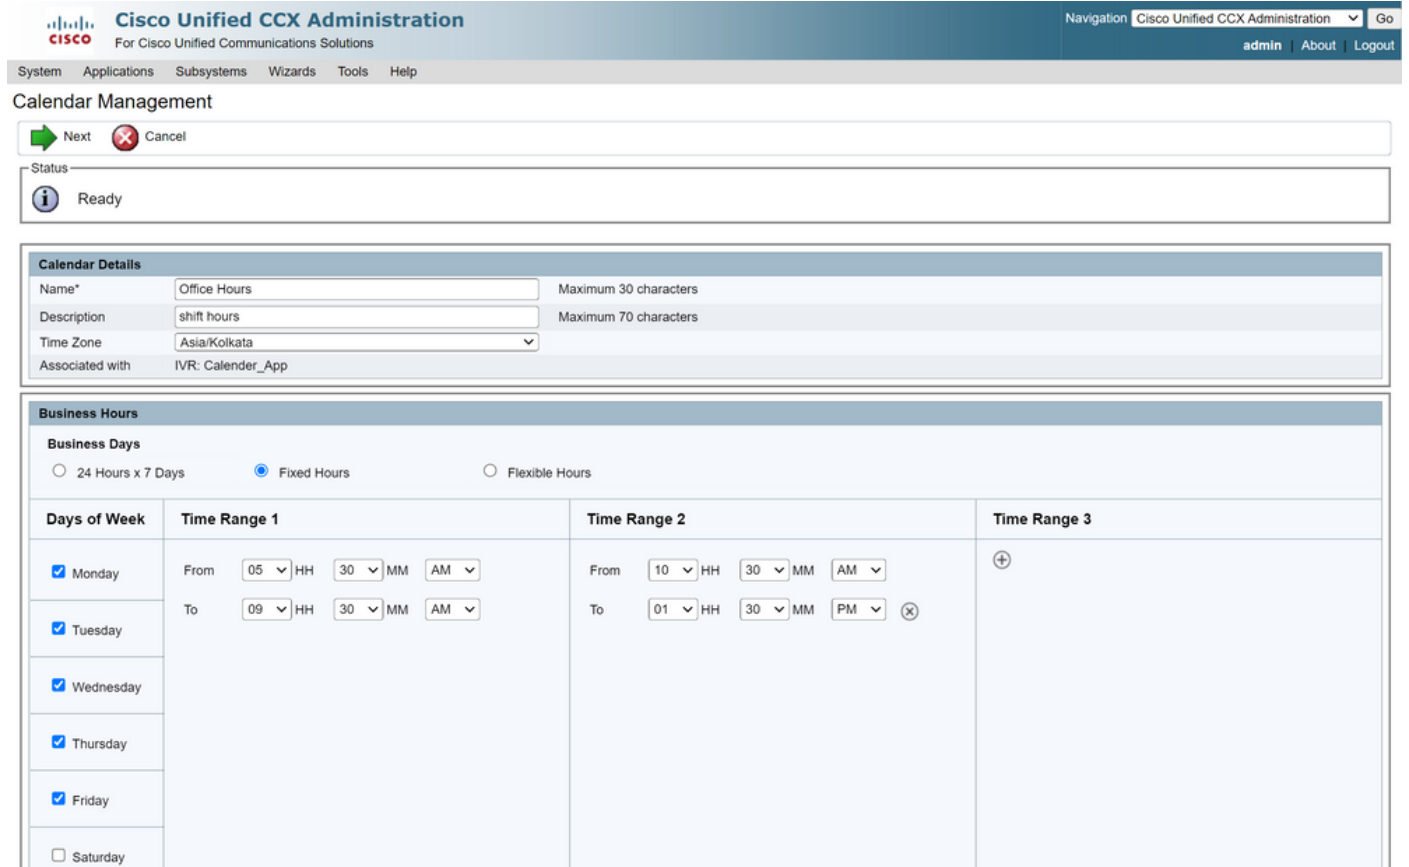 Cisco Unified CCX Administration
Navigation Cisco Unified CCX Administration Go
CISCO For Cisco Unified Communications Solutions
admin About Logout
System Applications Subsystems Wizards Tools Help
Calendar Management
Next Cancel
Status
Ready
Calendar Details
Name* Office Hours Maximum 30 characters
Description shift hours Maximum 70 characters
Time Zone Asia/Kolkata
Associated with IVR: Calender_App
Business Hours
Business Days
24 Hours x 7 Days Fixed Hours Flexible Hours
Days of Week Time Range 1 Time Range 2 Time Range 3
Monday From 05 HH 30 MM AM From 10 HH 30 MM AM
To 09 HH 30 MM AM To 01 HH 30 MM PM
Tuesday
Wednesday
Thursday
Friday
Saturday